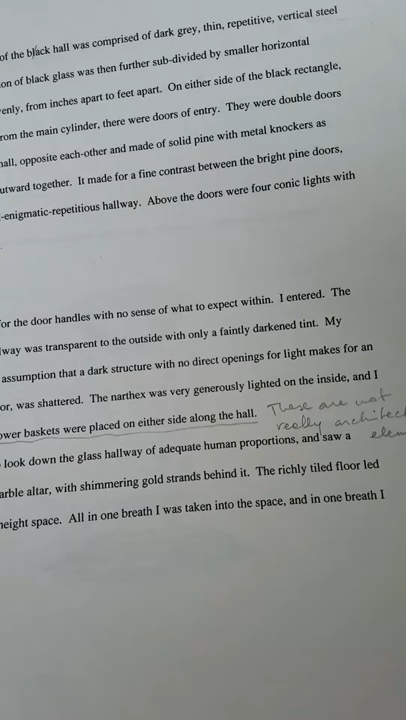 of the black hall was comprised of dark grey, thin, repetitive, vertical steel
on of black glass was then further sub-divided by smaller horizontal
venly, from inches apart to feet apart.  On either side of the black rectangle,
rom the main cylinder, there were doors of entry.  They were double doors
hall, opposite each-other and made of solid pine with metal knockers as
utward together.  It made for a fine contrast between the bright pine doors,
-enigmatic-repetitious hallway.  Above the doors were four conic lights with
for the door handles with no sense of what to expect within.  I entered.  The
lway was transparent to the outside with only a faintly darkened tint.  My
assumption that a dark structure with no direct openings for light makes for an
or, was shattered.  The narthex was very generously lighted on the inside, and I
ower baskets were placed on either side along the hall.
These are not
really architect
elem
look down the glass hallway of adequate human proportions, and saw a
arble altar, with shimmering gold strands behind it.  The richly tiled floor led
height space.  All in one breath I was taken into the space, and in one breath I